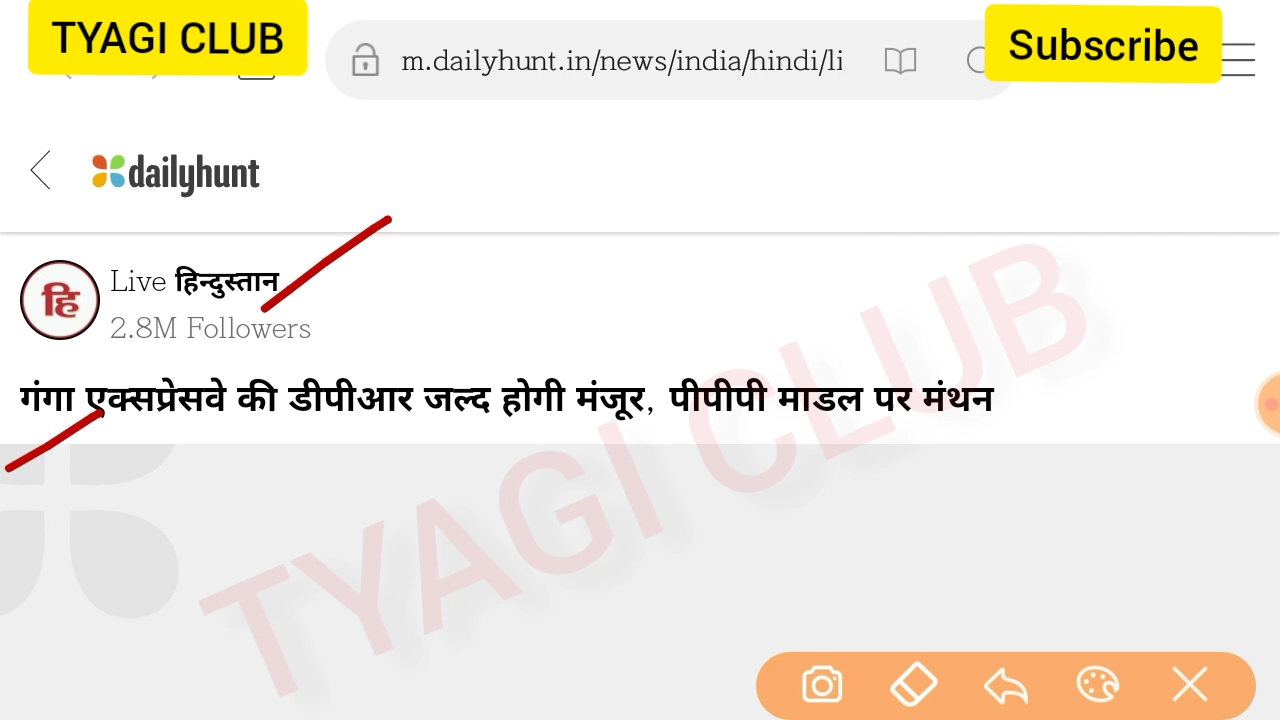 TYAGI CLUB
Subscribe
m.dailyhunt.in/news/india/hindi/li
dailyhunt
हि
Live हिन्दुस्तान
2.8M Followers
गंगा एक्सप्रेसवे की डीपीआर जल्द होगी मंजूर, पीपीपी माडल पर मंथन
TYAGI CLUB